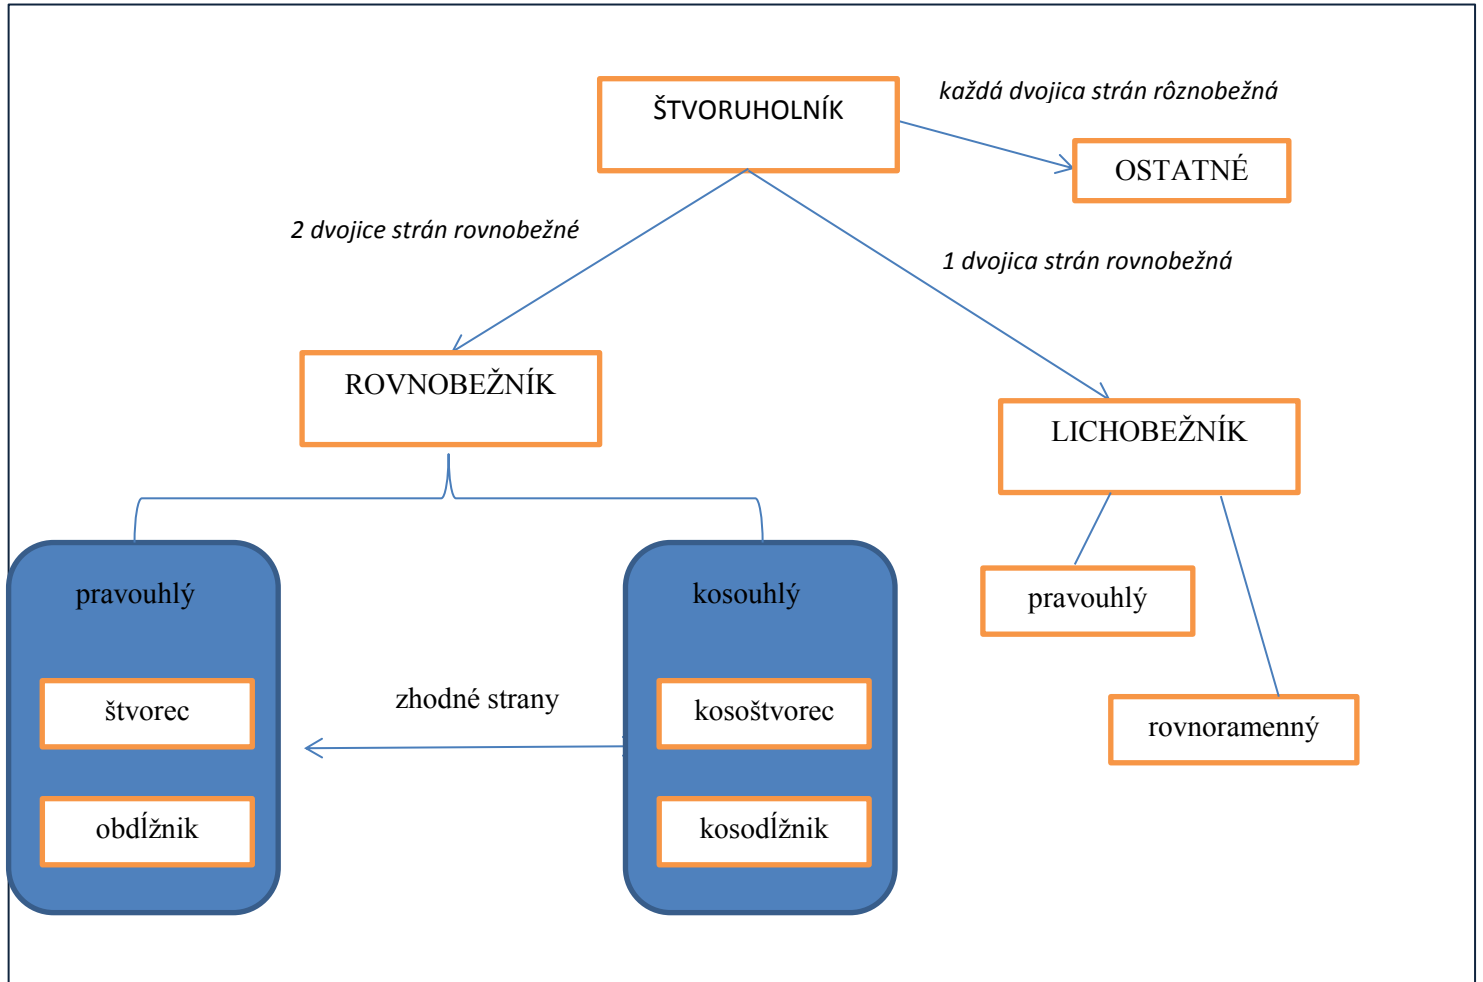 každá dvojica strán rôznobežná
ŠTVORUHOLNÍK
OSTATNÉ
2 dvojice strán rovnobežné
1 dvojica strán rovnobežná
ROVNOBEŽNÍK
LICHOBEŽNÍK
pravouhlý
kosouhlý
pravouhlý
zhodné strany
štvorec
kosoštvorec
rovnoramenný
obdĺžnik
kosodĺžnik